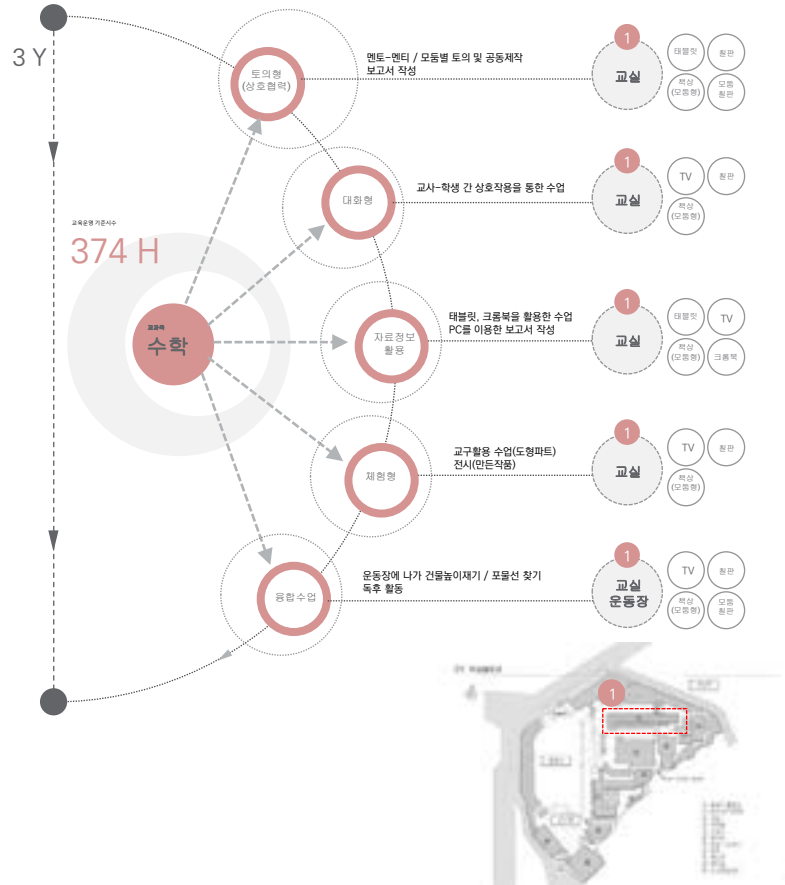 3 Y
교육운영 기준시수
374 H
교과목
수학
토의형
(상호협력)
멘토-멘티 / 모둠별 토의 및 공동제작
보고서 작성
1
교실
태블릿
칠판
책상
(모둠형)
모둠
칠판
대화형
교사-학생 간 상호작용을 통한 수업
1
교실
TV
칠판
책상
(모둠형)
자료정보
활용
태블릿, 크롬북을 활용한 수업
PC를 이용한 보고서 작성
1
교실
태블릿
TV
책상
(모둠형)
크롬북
체험형
교구활용 수업(도형파트)
전시(만든작품)
1
교실
TV
칠판
책상
(모둠형)
융합수업
운동장에 나가 건물높이재기 / 포물선 찾기
독후 활동
1
교실
운동장
TV
칠판
책상
(모둠형)
모둠
칠판
1